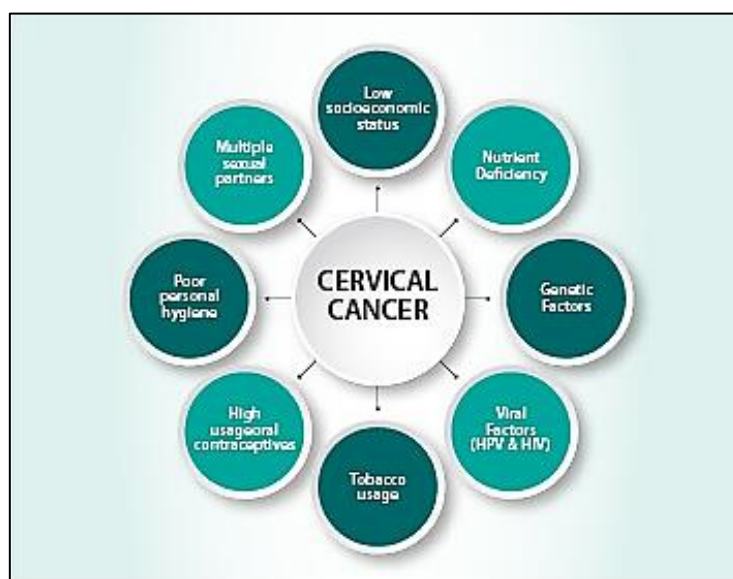 Low
socioeconomic
status
Nutrient
Deficiency
Genetic
Factors
Viral
Factors
(HPV & HIV)
Tobacco
usage
High
usageoral
contraceptives
Poor
personal
hygiene
Multiple
sexual
partners
CERVICAL
CANCER